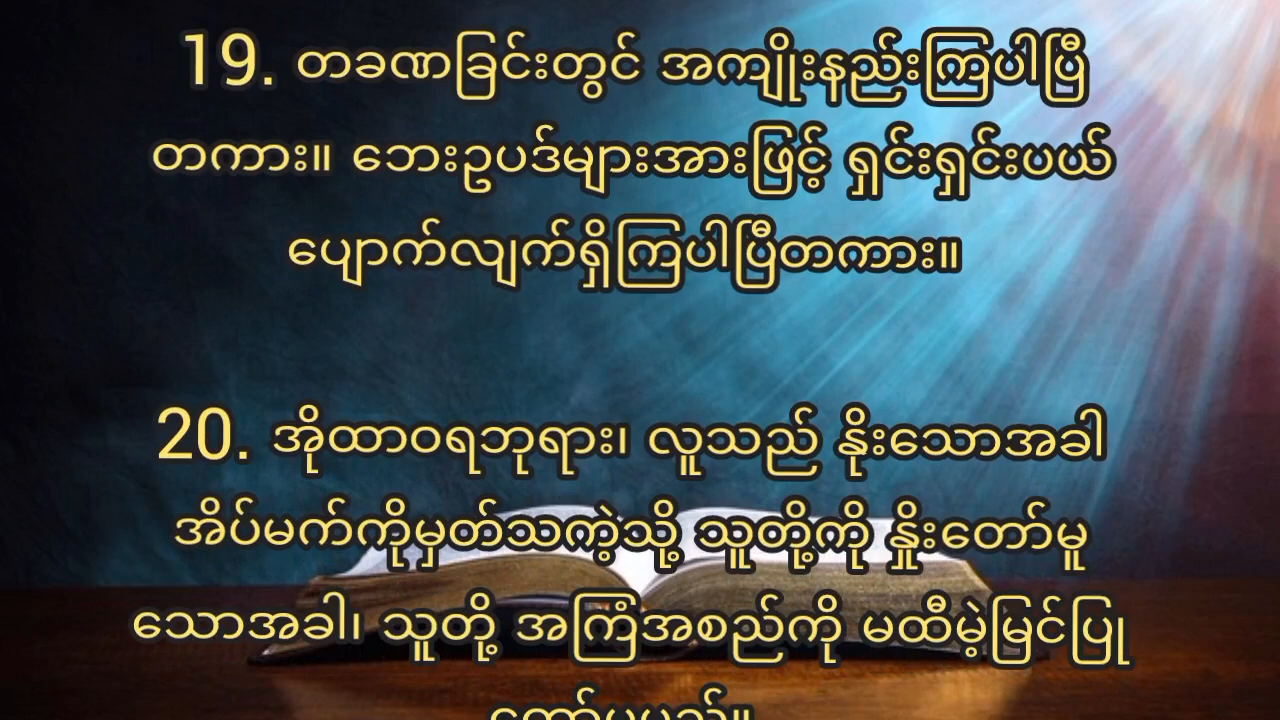 19. တခဏခြင်းတွင် အကျိုးနည်းကြပါပြီ
တကား။ ဘေးဥပဒ်များအားဖြင့် ရှင်းရှင်းပယ်
ပျောက်လျက်ရှိကြပါပြီတကား။
20. အိုထာဝရဘုရား၊ လူသည် နိုးသောအခါ
အိပ်မက်ကိုမှတ်သကဲ့သို့ သူတို့ကို နှိုးတော်မူ
သောအခါ၊ သူတို့ အကြံအစည်ကို မထီမဲ့မြင်ပြု